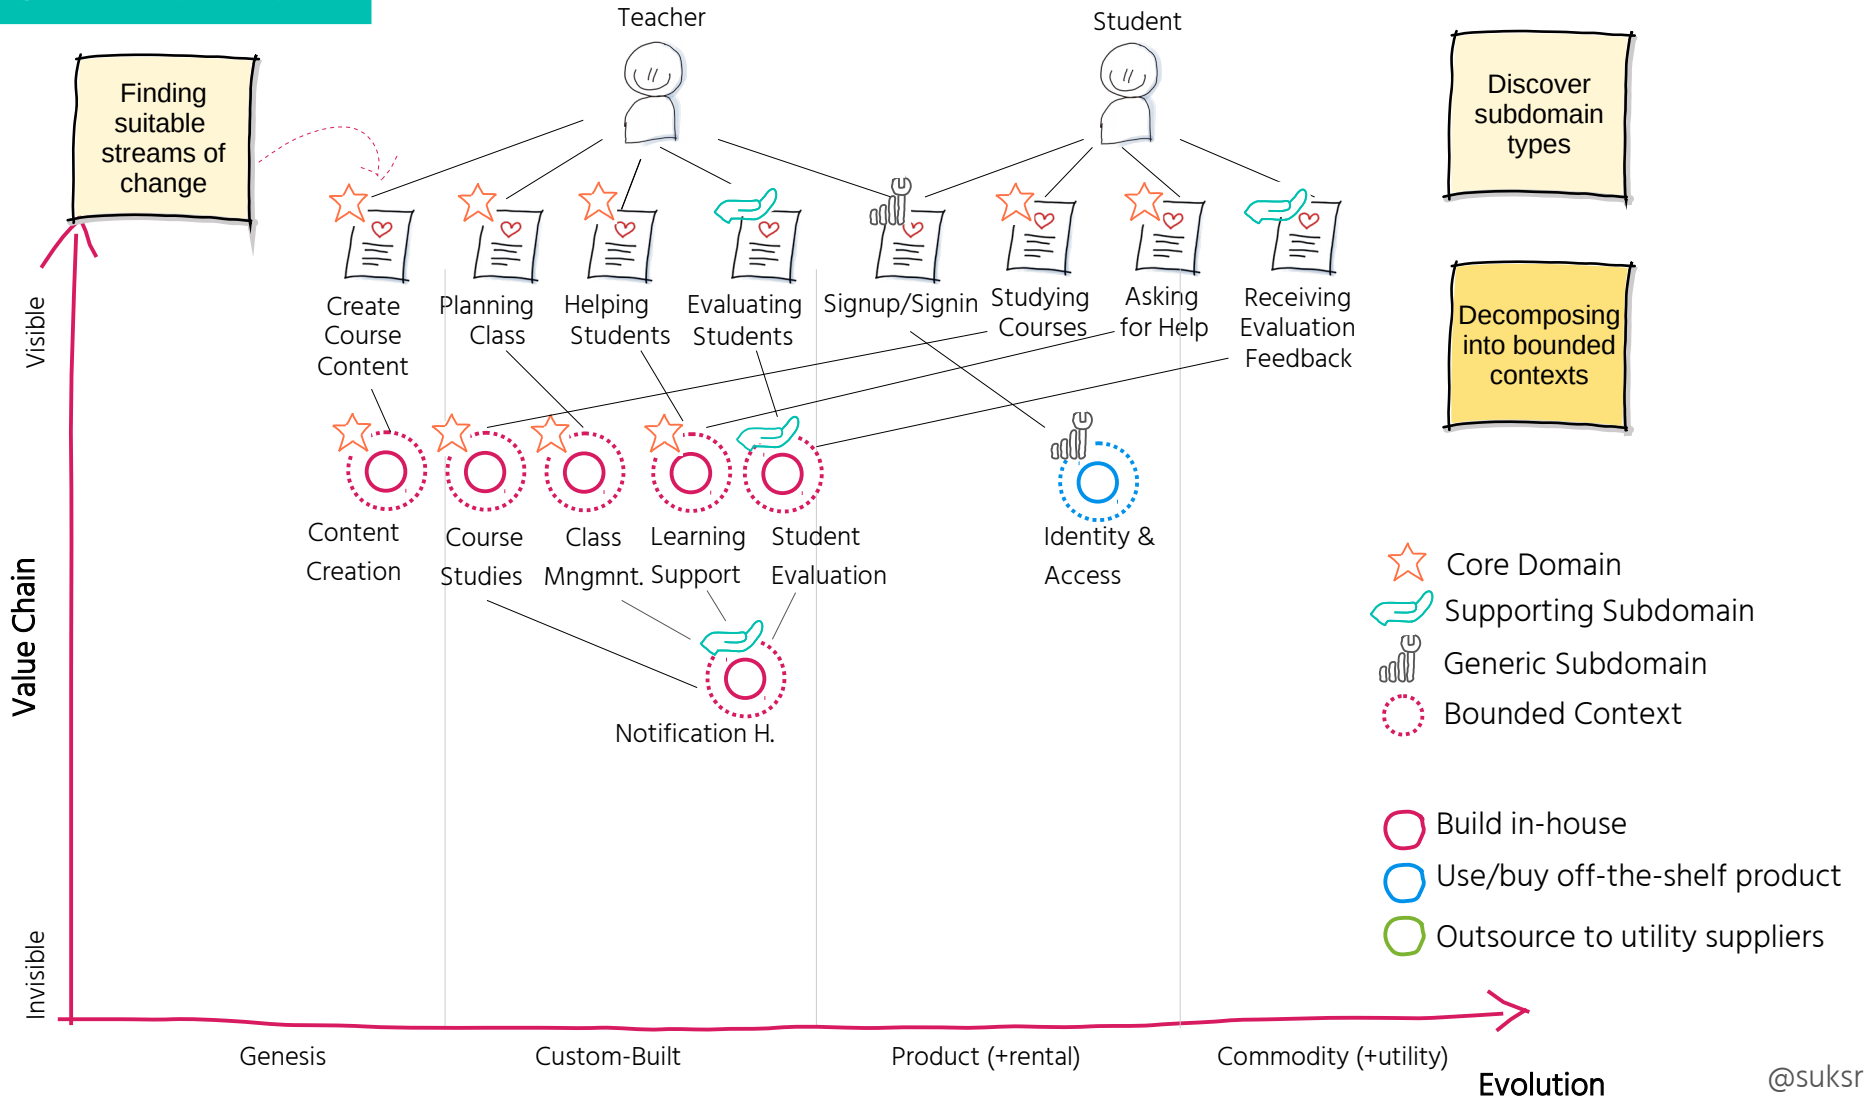 Teacher
Student
Finding
suitable
streams of
change
Discover
subdomain
types
Create
Course
Content
Planning
Class
Helping
Students
Evaluating
Students
Signup/Signin
Studying
Courses
Asking
for Help
Receiving
Evaluation
Feedback
Decomposing
into bounded
contexts
Visible
Value Chain
Invisible
Content
Creation
Course
Studies
Class
Mngmnt.
Learning
Support
Student
Evaluation
Identity &
Access
Notification H.
Core Domain
Supporting Subdomain
Generic Subdomain
Bounded Context
Build in-house
Use/buy off-the-shelf product
Outsource to utility suppliers
Genesis
Custom-Built
Product (+rental)
Commodity (+utility)
Evolution
@suksr